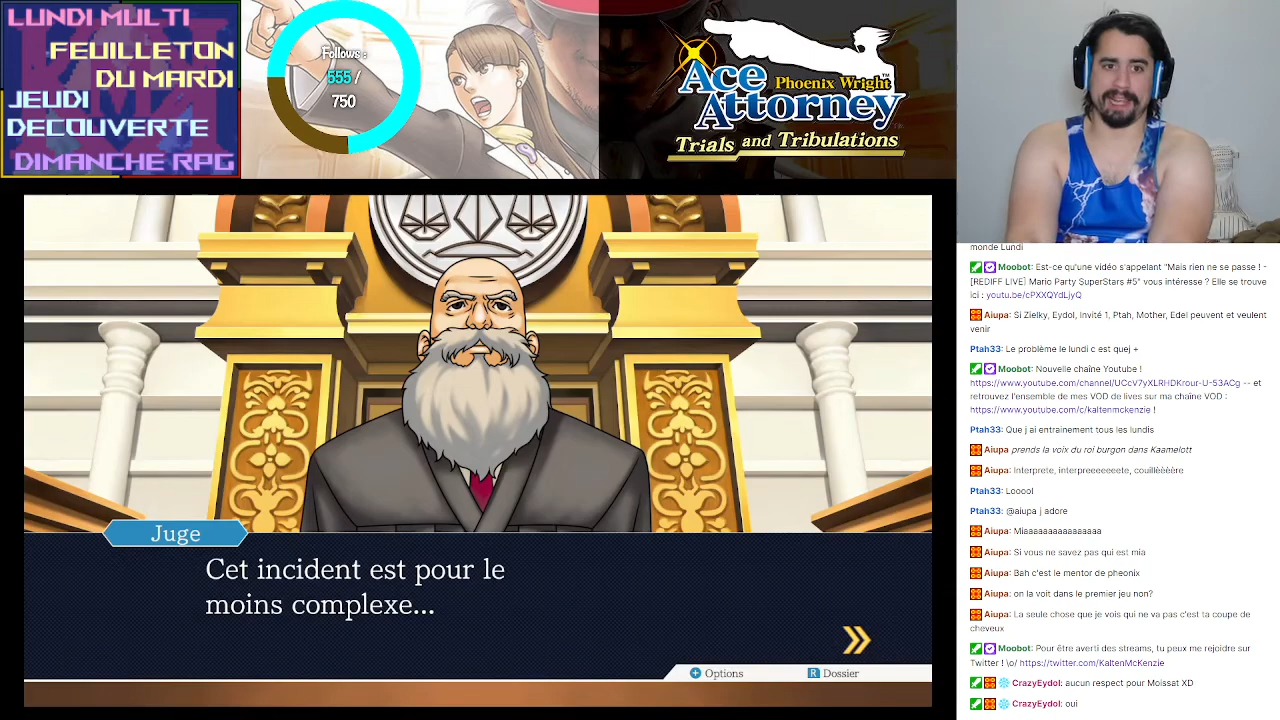 LUNDI MULTI
FEUILLETON
DU MARDI
JEUDI
DECOUVERTE
DIMANCHE RPG
Follows :
555 /
750
Ace
Phoenix Wright™
Attorney
Trials and Tribulations
monde Lundi
Moobot: Est-ce qu'une vidéo s'appelant "Mais rien ne se passe ! -
[REDIFF LIVE] Mario Party SuperStars #5" vous intéresse ? Elle se trouve
ici : youtu.be/cPXXQYdLjyQ
Aiupa: Si Zielky, Eydol, Invité 1, Ptah, Mother, Edel peuvent et veulent
venir
Ptah33: Le problème le lundi c est quej +
Moobot: Nouvelle chaîne Youtube !
https://www.youtube.com/channel/UCcV7yXLRHDKrour-U-53ACg -- et
retrouvez l'ensemble de mes VOD de lives sur ma chaîne VOD :
https://www.youtube.com/c/kaltenmckenzie !
Ptah33: Que j ai entrainement tous les lundis
Aiupa prends la voix du roi burgon dans Kaamelott
Aiupa: Interprete, interpreeeeeeete, couillèèèère
Ptah33: Looool
Ptah33: @aiupa j adore
Aiupa: Miaaaaaaaaaaaaaaaa
Aiupa: Si vous ne savez pas qui est mia
Aiupa: Bah c'est le mentor de pheonix
Aiupa: on la voit dans le premier jeu non?
Aiupa: La seule chose que je vois qui ne va pas c'est ta coupe de
cheveux
Moobot: Pour être averti des streams, tu peux me rejoidre sur
Twitter ! \o/ https://twitter.com/KaltenMcKenzie
CrazyEydol: aucun respect pour Moissat XD
CrazyEydol: oui
Juge
Cet incident est pour le
moins complexe...
Options
R Dossier